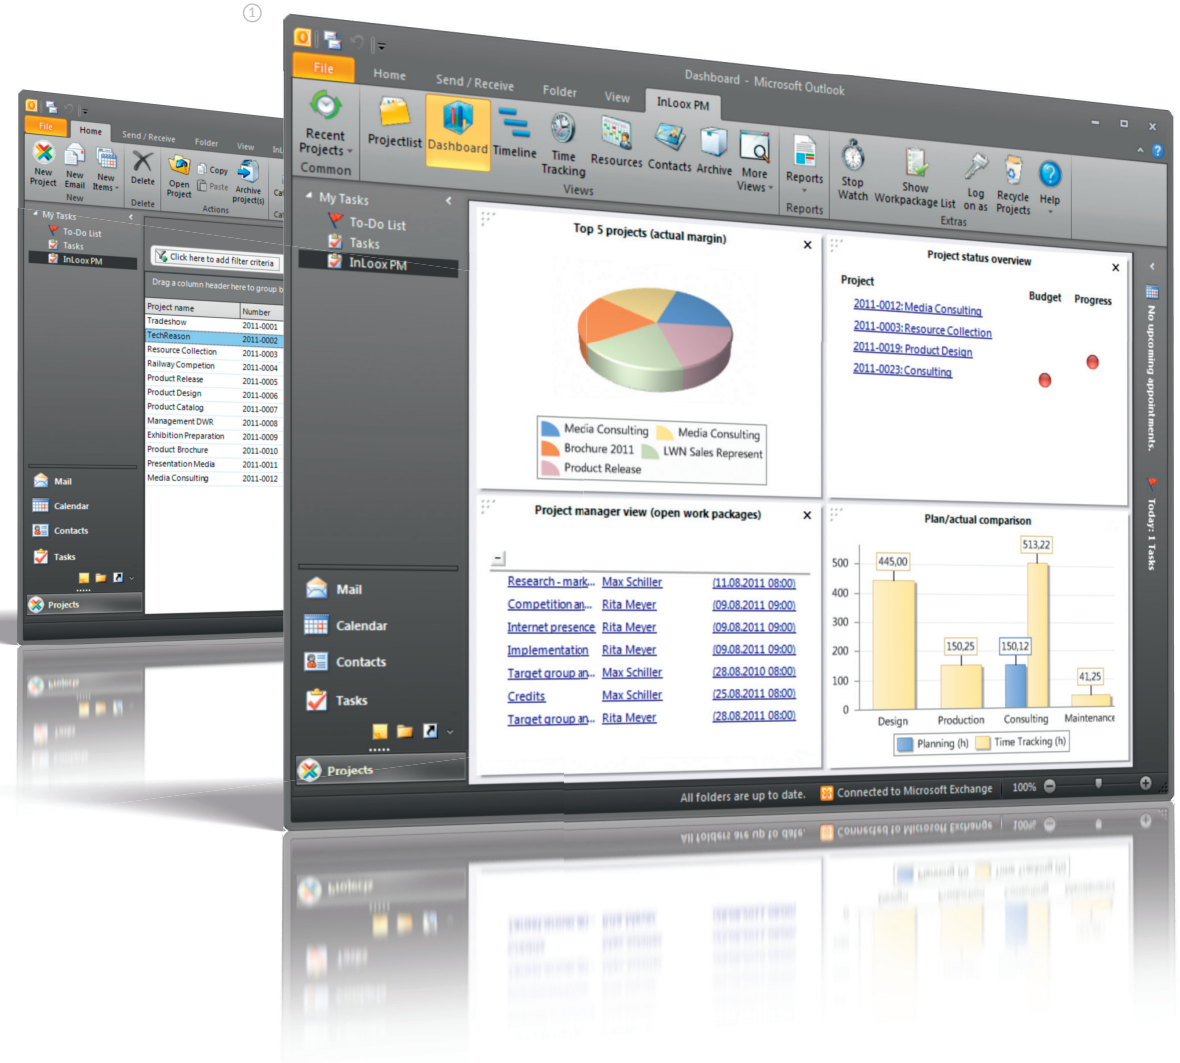 1
File
Home
Send / Receive
Folder
View
New Project
New Email
New Items
New
Delete
Delete
Open Project
Copy
Paste
Archive project(s)
Actions
My Tasks
To-Do List
Tasks
InLoox PM
Click here to add filter criteria
Drag a column header here to group b
Project name Number
Tradeshow 2011-0001
TechReason 2011-0002
Resource Collection 2011-0003
Railway Competion 2011-0004
Product Release 2011-0005
Product Design 2011-0006
Product Catalog 2011-0007
Management DWR 2011-0008
Exhibition Preparation 2011-0009
Product Brochure 2011-0010
Presentation Media 2011-0011
Media Consulting 2011-0012
Mail
Calendar
Contacts
Tasks
Projects
Dashboard - Microsoft Outlook
File
Home
Send / Receive
Folder
View
InLoox PM
Recent Projects
Common
Projectlist
Dashboard
Timeline
Time Tracking
Resources
Contacts
Archive
More Views
Views
Reports
Reports
Stop Watch
Show Workpackage List
Log on as
Recycle Projects
Help
Extras
My Tasks
To-Do List
Tasks
InLoox PM
Mail
Calendar
Contacts
Tasks
Projects
Top 5 projects (actual margin)
Media Consulting Media Consulting
Brochure 2011 LWN Sales Represent
Product Release
Project status overview
Project Budget Progress
2011-0012: Media Consulting
2011-0003: Resource Collection
2011-0019: Product Design
2011-0023: Consulting
Project manager view (open work packages)
Research - mark... Max Schiller (11.08.2011 08:00)
Competition an... Rita Meyer (09.08.2011 09:00)
Internet presence Rita Meyer (09.08.2011 09:00)
Implementation Rita Meyer (09.08.2011 09:00)
Target group an... Max Schiller (28.08.2010 08:00)
Credits Max Schiller (25.08.2011 08:00)
Target group an... Rita Meyer (28.08.2011 08:00)
Plan/actual comparison
500
400
300
200
100
0
445,00
150,25
150,12
513,22
41,25
Design Production Consulting Maintenance
Planning (h) Time Tracking (h)
No upcoming appointments.
Today: 1 Tasks
All folders are up to date. Connected to Microsoft Exchange 100%